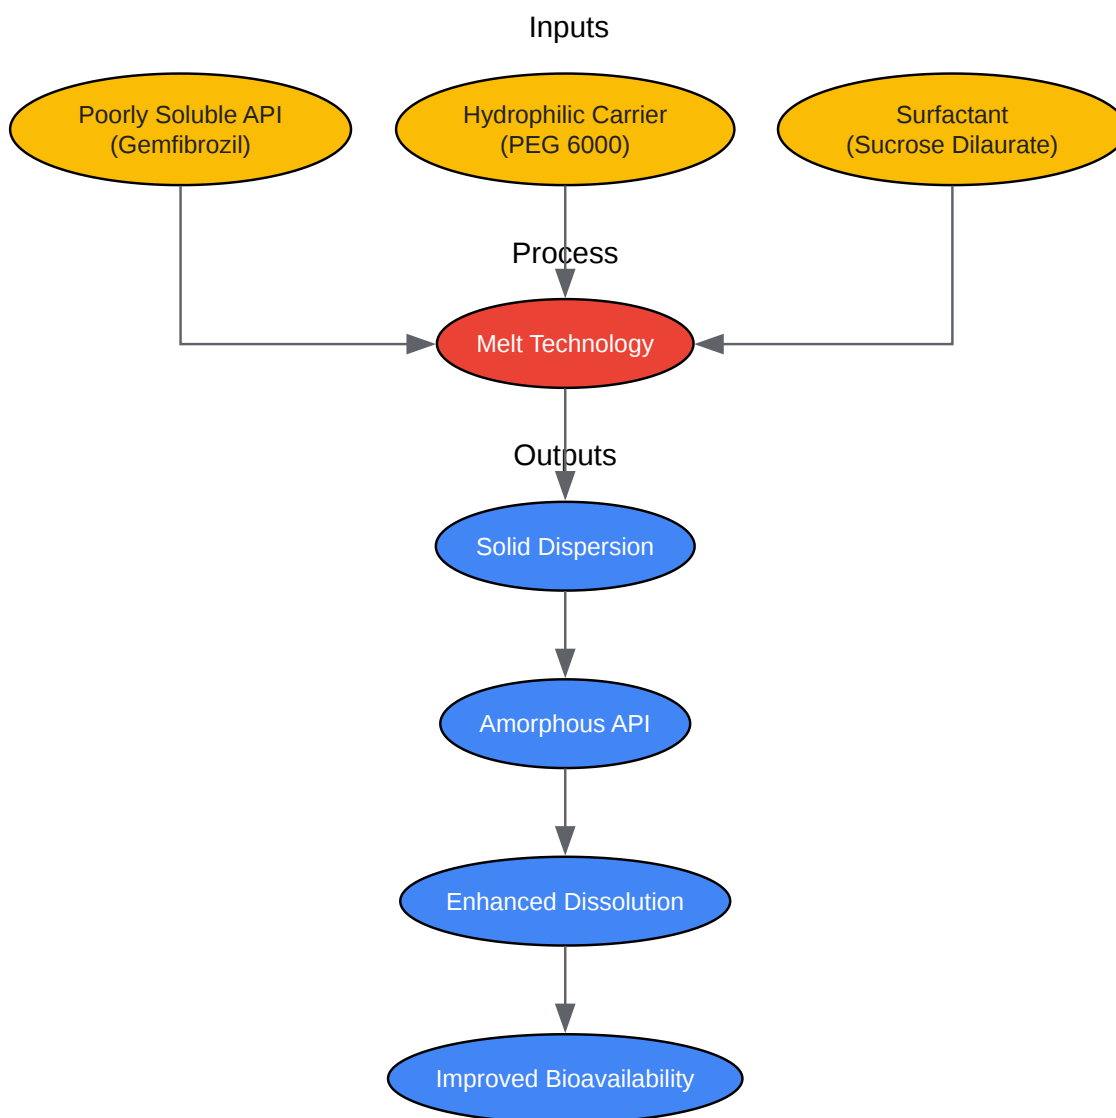 Inputs
Poorly Soluble API
(Gemfibrozil)
Hydrophilic Carrier
(PEG 6000)
Surfactant
(Sucrose Dilaurate)
Process
Melt Technology
Outputs
Solid Dispersion
Amorphous API
Enhanced Dissolution
Improved Bioavailability